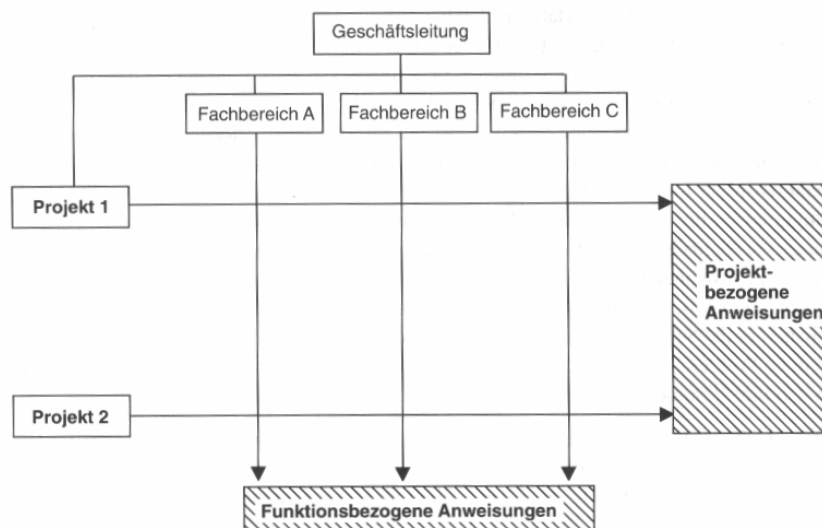 Geschäftsleitung
Fachbereich A
Fachbereich B
Fachbereich C
Projekt 1
Projekt-
bezogene
Anweisungen
Projekt 2
Funktionsbezogene Anweisungen